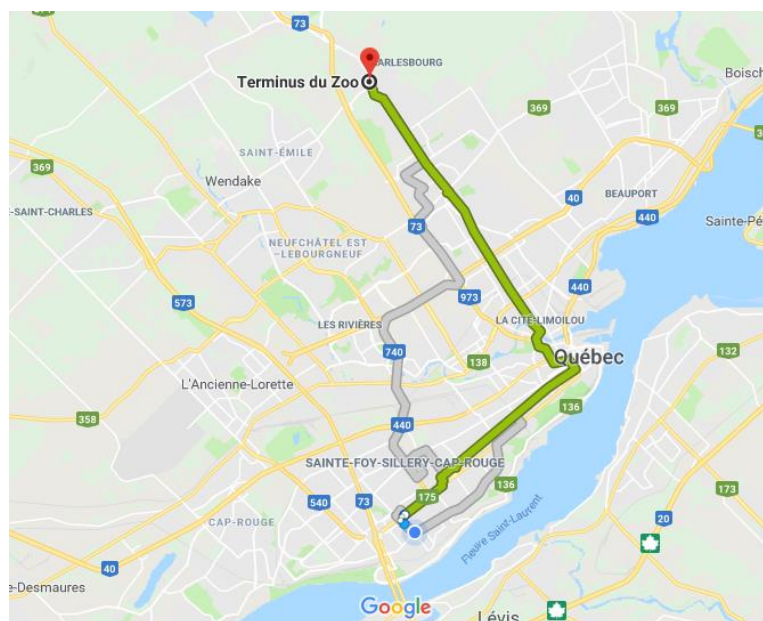 73
CHARLESBOURG
Terminus du Zoo
369
Boisch
369
SAINT-ÉMILE
369
Wendake
40
BEAUPORT
440
-SAINT-CHARLES
73
Sainte-Pé
NEUFCHÂTEL EST
-LEBOURGNEUF
440
573
973
LES RIVIÈRES
LA CITÉ-LIMOILOU
740
Québec
132
138
L'Ancienne-Lorette
136
358
440
SAINTE-FOY-SILLERY-CAP-ROUGE
136
175
173
540
73
Fleuve Saint-Laurent
CAP-ROUGE
20
40
e-Desmaures
Google
Lévis